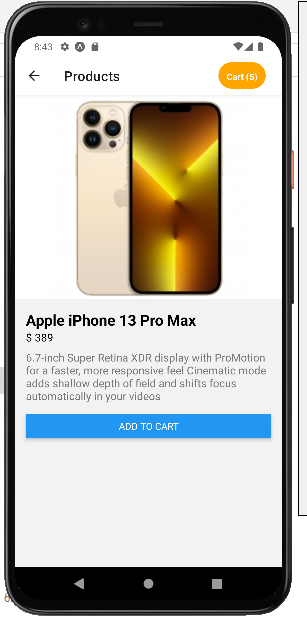 8:43
Products
Cart (5)
Apple iPhone 13 Pro Max
$ 389
6.7-inch Super Retina XDR display with ProMotion
for a faster, more responsive feel Cinematic mode
adds shallow depth of field and shifts focus
automatically in your videos
ADD TO CART
6.